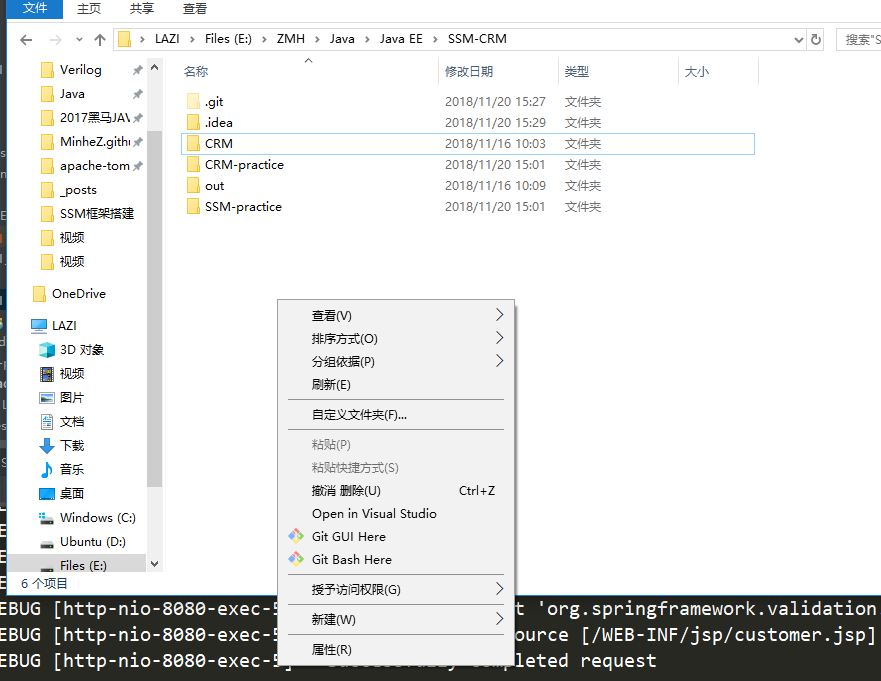 文件 主页 共享 查看
LAZI Files (E:) ZMH Java Java EE SSM-CRM
搜索"S
名称 修改日期 类型 大小
.git 2018/11/20 15:27 文件夹
.idea 2018/11/20 15:29 文件夹
CRM 2018/11/16 10:03 文件夹
CRM-practice 2018/11/20 15:01 文件夹
out 2018/11/16 10:09 文件夹
SSM-practice 2018/11/20 15:01 文件夹
Verilog
Java
2017黑马JAV
MinheZ.githu
apache-tom
_posts
SSM框架搭建
视频
视频
OneDrive
LAZI
3D 对象
视频
图片
文档
下载
音乐
桌面
Windows (C:)
Ubuntu (D:)
Files (E:)
6 个项目
查看(V)
排序方式(O)
分组依据(P)
刷新(E)
自定义文件夹(F)...
粘贴(P)
粘贴快捷方式(S)
撤消 删除(U) Ctrl+Z
Open in Visual Studio
Git GUI Here
Git Bash Here
授予访问权限(G)
新建(W)
属性(R)
EBUG [http-nio-8080-exec-5 t 'org.springframework.validation
EBUG [http-nio-8080-exec-5 ource [/WEB-INF/jsp/customer.jsp]
EBUG [http-nio-8080-exec-5] - Successfully completed request